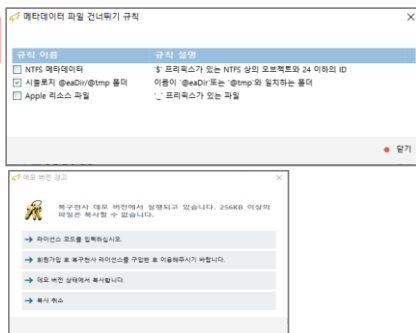 메타데이터 파일 건너뛰기 규칙
규칙 이름 규칙 설명
NTFS 메타데이터 '$' 프리픽스가 있는 NTFS 상의 오브젝트와 24 이하의 ID
시놀로지 @eaDir/@tmp 폴더 이름이 '@eaDir'또는 '@tmp'와 일치하는 폴더
Apple 리소스 파일 '._' 프리픽스가 있는 파일
닫기
데모 버전 경고
복구천사 데모 버전에서 실행되고 있습니다. 256KB 이상의
파일은 복사할 수 없습니다.
라이선스 코드를 입력하십시오.
회원가입 후 복구천사 라이선스를 구입한 후 이용해주시기 바랍니다.
데모 버전 상태에서 복사합니다.
복사 취소